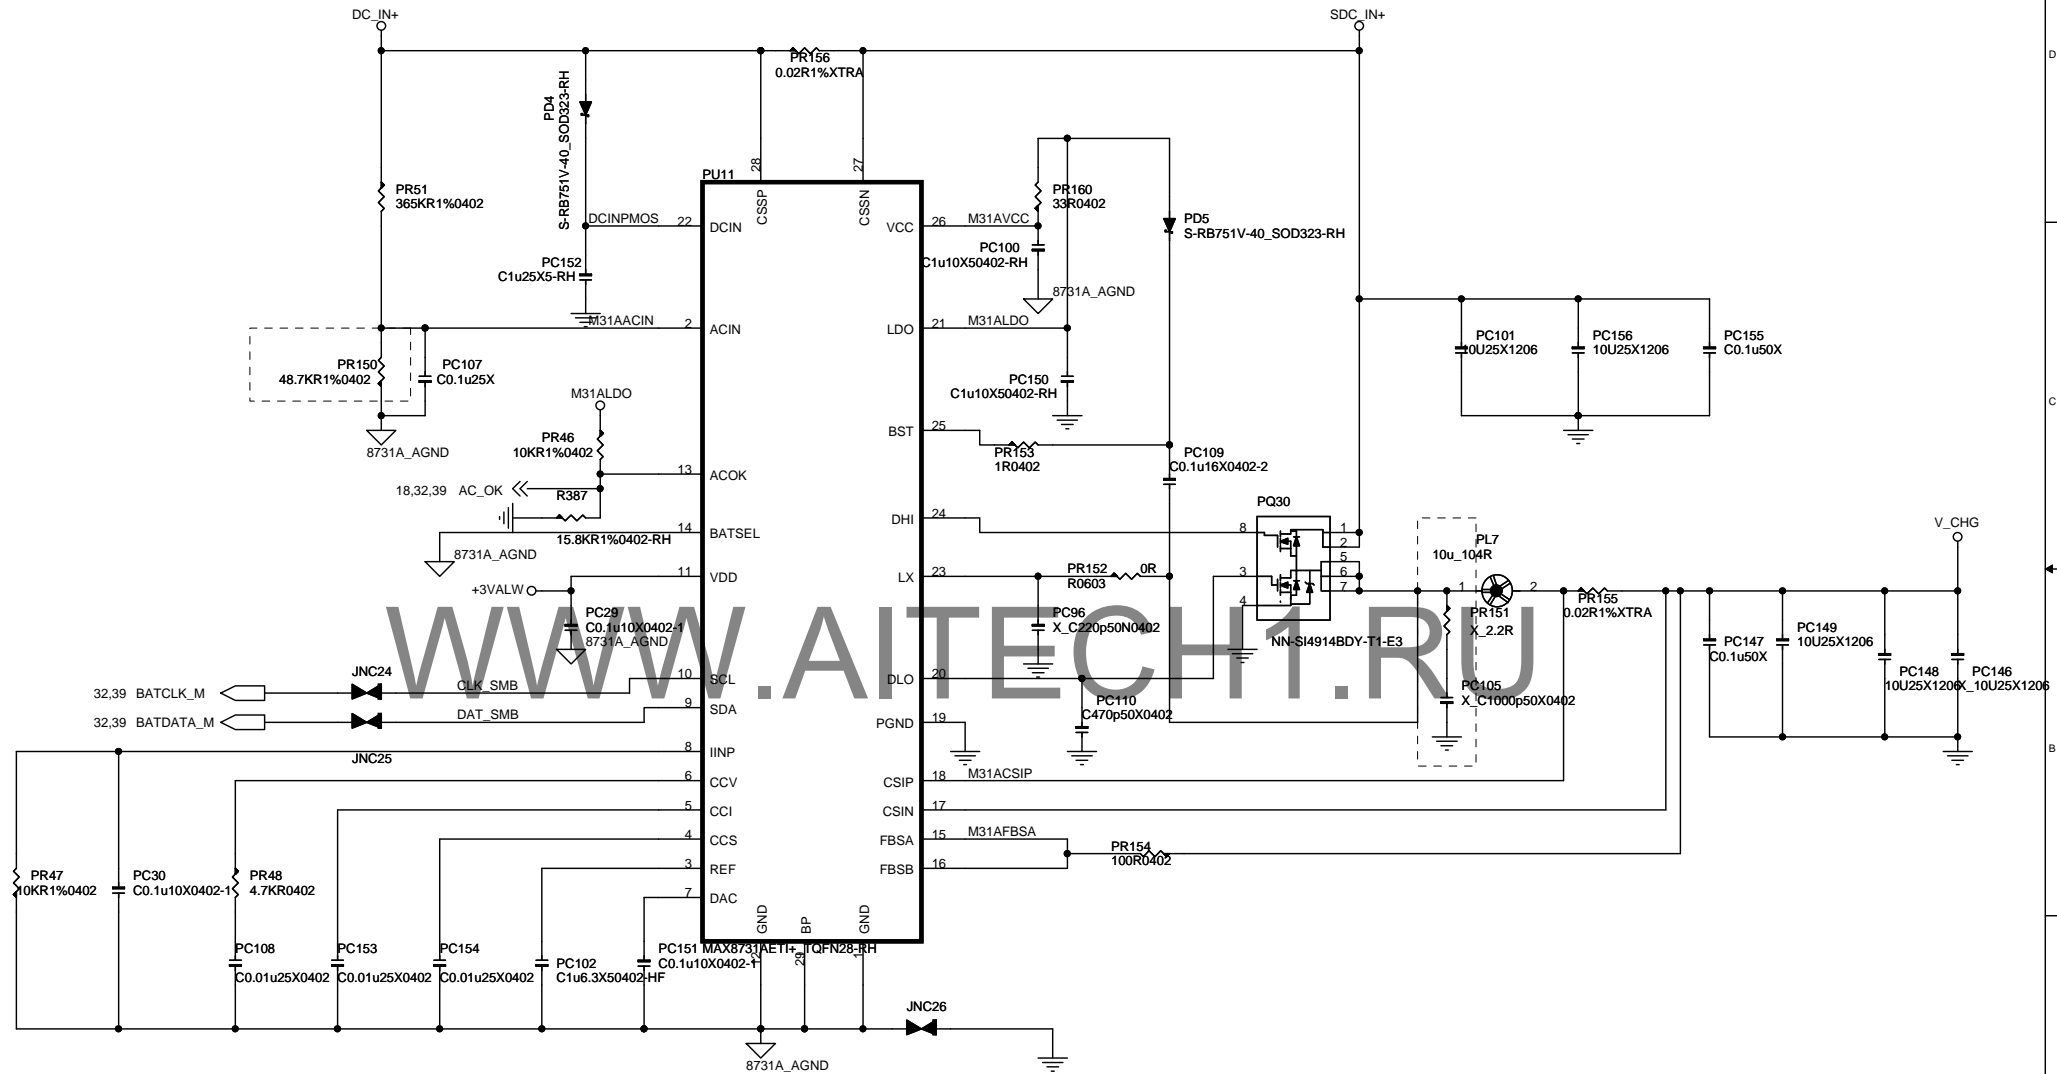 DC_IN+
SDC_IN+
D
PR156
0.02R1%XTRA
PD4
S-RB751V-40_SOD323-RH
28
27
PU11
CSSP
CSSN
PR51
365KR1%0402
PR160
33R0402
DCINPMOS
22
DCIN
VCC
26
M31AVCC
PD5
S-RB751V-40_SOD323-RH
PC152
C1u25X5-RH
PC100
C1u10X50402-RH
8731A_AGND
M31AACIN
2
ACIN
LDO
21
M31ALDO
PC101
10U25X1206
PC156
10U25X1206
PC155
C0.1u50X
PR150
48.7KR1%0402
PC107
C0.1u25X
PC150
C1u10X50402-RH
M31ALDO
C
8731A_AGND
PR46
10KR1%0402
BST
25
PR153
1R0402
PC109
C0.1u16X0402-2
13
ACOK
18,32,39 AC_OK
R387
15.8KR1%0402-RH
DHI
24
PQ30
8
1
2
5
6
7
3
4
NN-SI4914BDY-T1-E3
14
BATSEL
8731A_AGND
V_CHG
PL7
10u_104R
1
2
11
VDD
LX
23
PR152
R0603
0R
+3VALW
PC29
C0.1u10X0402-1
8731A_AGND
PC96
X_C220p50N0402
PR151
X_2.2R
PR155
0.02R1%XTRA
PC147
C0.1u50X
PC149
10U25X1206
PC148
10U25X1206
PC146
X_10U25X1206
WWW.AITECH1.RU
JNC24
32,39 BATCLK_M
CLK_SMB
10
SCL
DLO
20
PC110
C470p50X0402
PC105
X_C1000p50X0402
32,39 BATDATA_M
DAT_SMB
9
SDA
PGND
19
JNC25
B
8
IINP
6
CCV
CSIP
18
M31ACSIP
5
CCI
CSIN
17
4
CCS
FBSA
15
M31AFBSA
PR154
100R0402
3
REF
FBSB
16
7
DAC
PR47
10KR1%0402
PC30
C0.1u10X0402-1
PR48
4.7KR0402
GND
BP
GND
PC108
C0.01u25X0402
PC153
C0.01u25X0402
PC154
C0.01u25X0402
PC102
C1u6.3X50402-HF
PC151
C0.1u10X0402-1
MAX8731AETI+_TQFN28-RH
12
29
1
JNC26
8731A_AGND